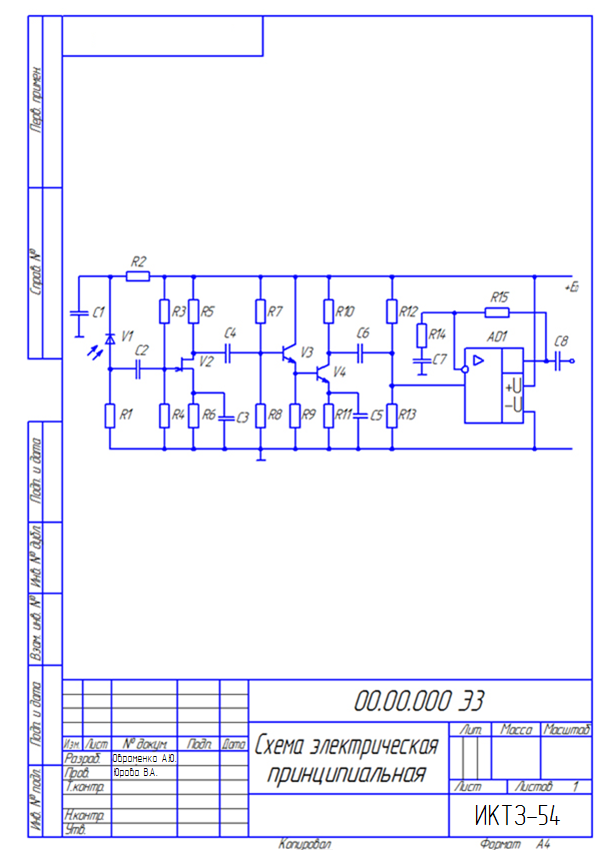 Перв. примен.
Справ. №
Подп. и дата
Инв. № дубл.
Взам. инв. №
Подп. и дата
Инв. № подл.
R2
C1
V1
C2
R1
R3
R5
V2
R4
R6
C3
C4
R7
R8
V3
R9
V4
R10
R11
C5
C6
R12
R13
R14
C7
R15
AD1
+U
-U
C8
+E
00.00.000 ЭЗ
Изм.
Лист
№ докум.
Подп.
Дата
Разраб.
Овраменко А.Ю.
Пров.
Юрова В.А.
Т.контр.
Н.контр.
Утв.
Схема электрическая
принципиальная
Лит.
Масса
Масштаб
Лист
Листов 1
ИКТЗ-54
Копировал
Формат А4